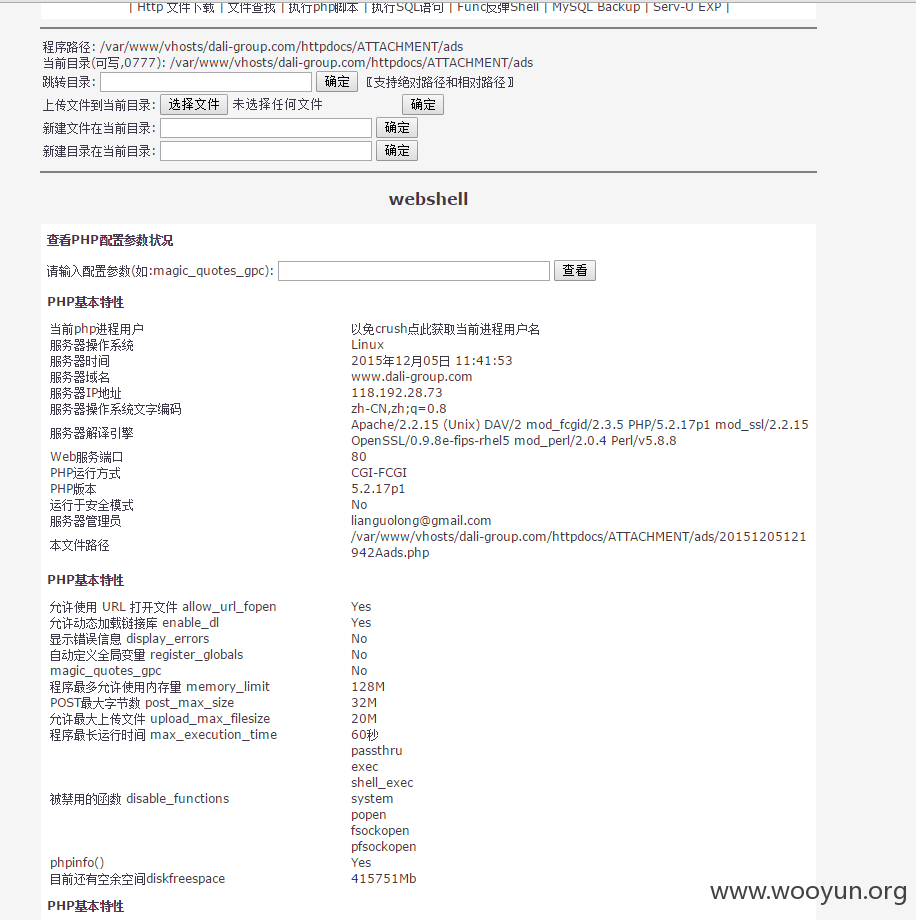 | Http 文件下载 | 文件查找 | 执行php脚本 | 执行SQL语句 | Func反弹Shell | MySQL Backup | Serv-U EXP |
程序路径: /var/www/vhosts/dali-group.com/httpdocs/ATTACHMENT/ads
当前目录(可写,0777): /var/www/vhosts/dali-group.com/httpdocs/ATTACHMENT/ads
跳转目录: 确定 〖支持绝对路径和相对路径〗
上传文件到当前目录: 选择文件 未选择任何文件 确定
新建文件在当前目录: 确定
新建目录在当前目录: 确定
webshell
查看PHP配置参数状况
请输入配置参数(如:magic_quotes_gpc): 查看
PHP基本特性
当前php进程用户 以免crush点此获取当前进程用户名
服务器操作系统 Linux
服务器时间 2015年12月05日 11:41:53
服务器域名 www.dali-group.com
服务器IP地址 118.192.28.73
服务器操作系统文字编码 zh-CN,zh;q=0.8
服务器解译引擎 Apache/2.2.15 (Unix) DAV/2 mod_fcgid/2.3.5 PHP/5.2.17p1 mod_ssl/2.2.15
OpenSSL/0.9.8e-fips-rhel5 mod_perl/2.0.4 Perl/v5.8.8
Web服务端口 80
PHP运行方式 CGI-FCGI
PHP版本 5.2.17p1
运行于安全模式 No
服务器管理员 lianguolong@gmail.com
本文件路径 /var/www/vhosts/dali-group.com/httpdocs/ATTACHMENT/ads/20151205121
942Aads.php
PHP基本特性
允许使用 URL 打开文件 allow_url_fopen Yes
允许动态加载链接库 enable_dl Yes
显示错误信息 display_errors No
自动定义全局变量 register_globals No
magic_quotes_gpc No
程序最多允许使用内存量 memory_limit 128M
POST最大字节数 post_max_size 32M
允许最大上传文件 upload_max_filesize 20M
程序最长运行时间 max_execution_time 60秒
被禁用的函数 disable_functions passthru
exec
shell_exec
system
popen
fsockopen
pfsockopen
phpinfo() Yes
目前还有空余空间diskfreespace 415751Mb
PHP基本特性
www.wooyun.org